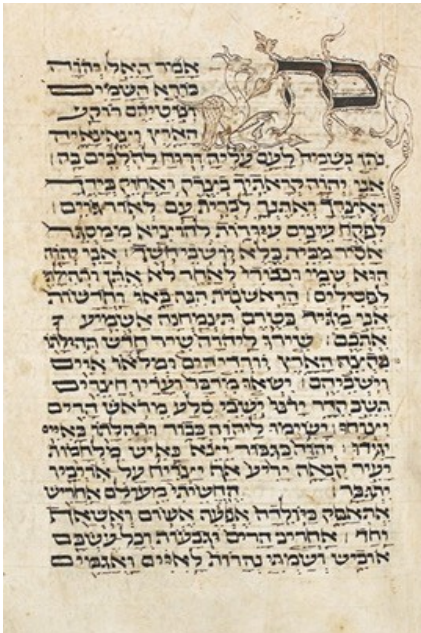 כה
אמר האל יהוה
בורא השמים
ונוטיהם רוקע
הארץ וצאצאיה
נתן נשמה לעם עליה ורוח להלכים בה׃
אני יהוה קראתיך בצדק ואחזק בידך
ואצרך ואתנך לברית עם לאור גוים׃
לפקח עינים עורות להוציא ממסגר
אסיר מבית כלא יושבי חשך׃ אני יהוה
הוא שמי וכבודי לאחר לא אתן ותהלתי
לפסילים׃ הראשנות הנה באו וחדשות
אני מגיד בטרם תצמחנה אשמיע
אתכם׃ שירו ליהוה שיר חדש תהלתו
מקצה הארץ יורדי הים ומלאו איים
וישביהם׃ ישאו מדבר ועריו חצרים
תשב קדר ירנו ישבי סלע מראש הרים
יצוחו׃ ישימו ליהוה כבוד ותהלתו באיים
יגידו׃ יהוה כגבור יצא כאיש מלחמות
יעיר קנאה יריע אף יצריח על אויביו
יתגבר׃ החשיתי מעולם אחריש
אתאפק כיולדה אפעה אשום ואשאף
יחד׃ אחריב הרים וגבעות וכל עשבם
אוביש ושמתי נהרות לאיים ואגמים